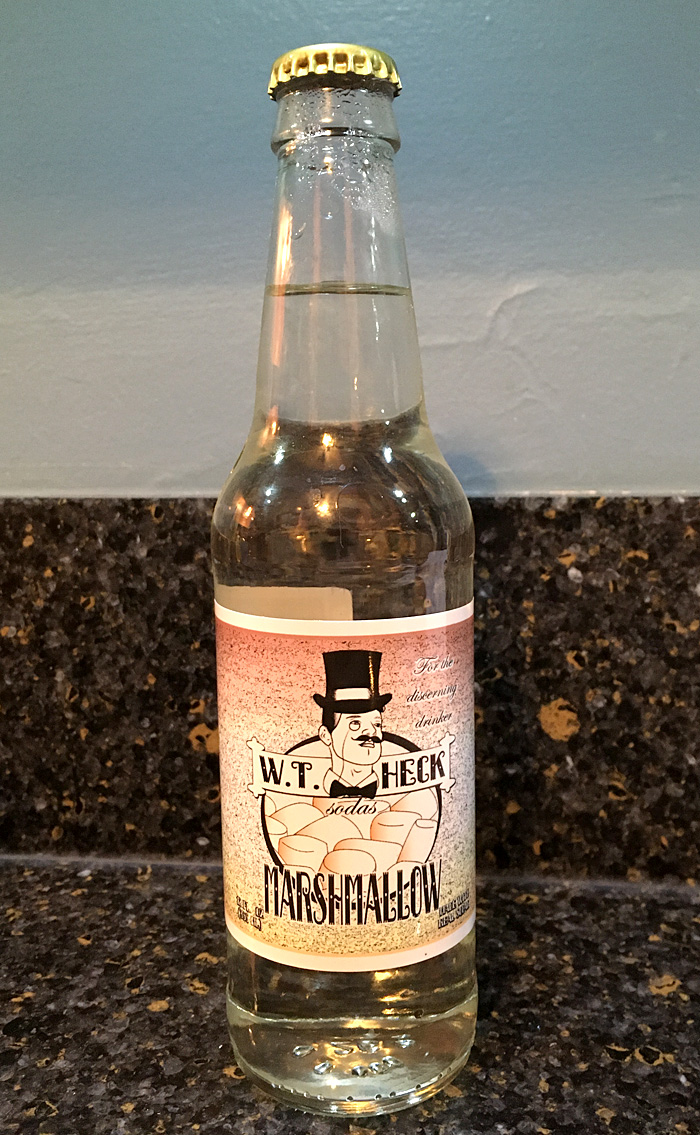 For the
discerning
drinker
W.T. HECK
sodas
MARSHMALLOW